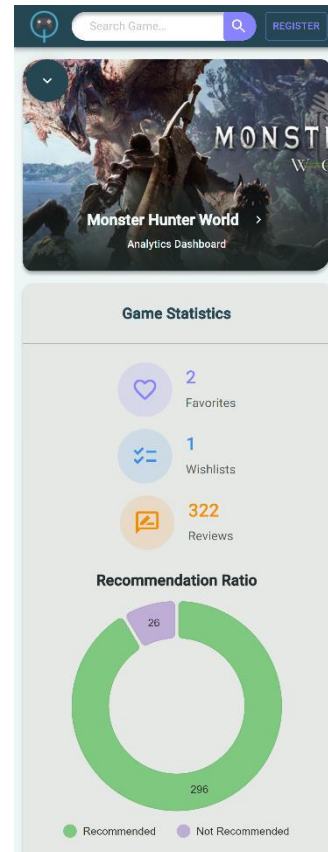 Search Game...
REGISTER
MONST
W
Monster Hunter World
Analytics Dashboard
Game Statistics
2
Favorites
1
Wishlists
322
Reviews
Recommendation Ratio
26
296
Recommended
Not Recommended